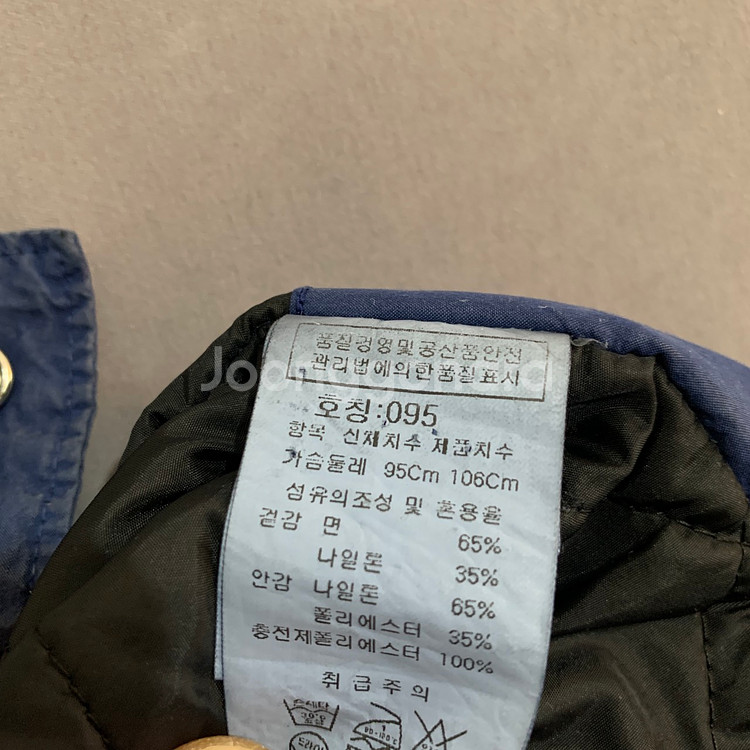 품질경영및공산품안전
관리법에의한품질표시
호칭:095
항목 신체치수 제품치수
가슴둘레 95Cm 106Cm
섬유의조성 및 혼용율
겉감 면 65%
나일론 35%
안감 나일론 65%
폴리에스터 35%
충전제폴리에스터 100%
취급주의